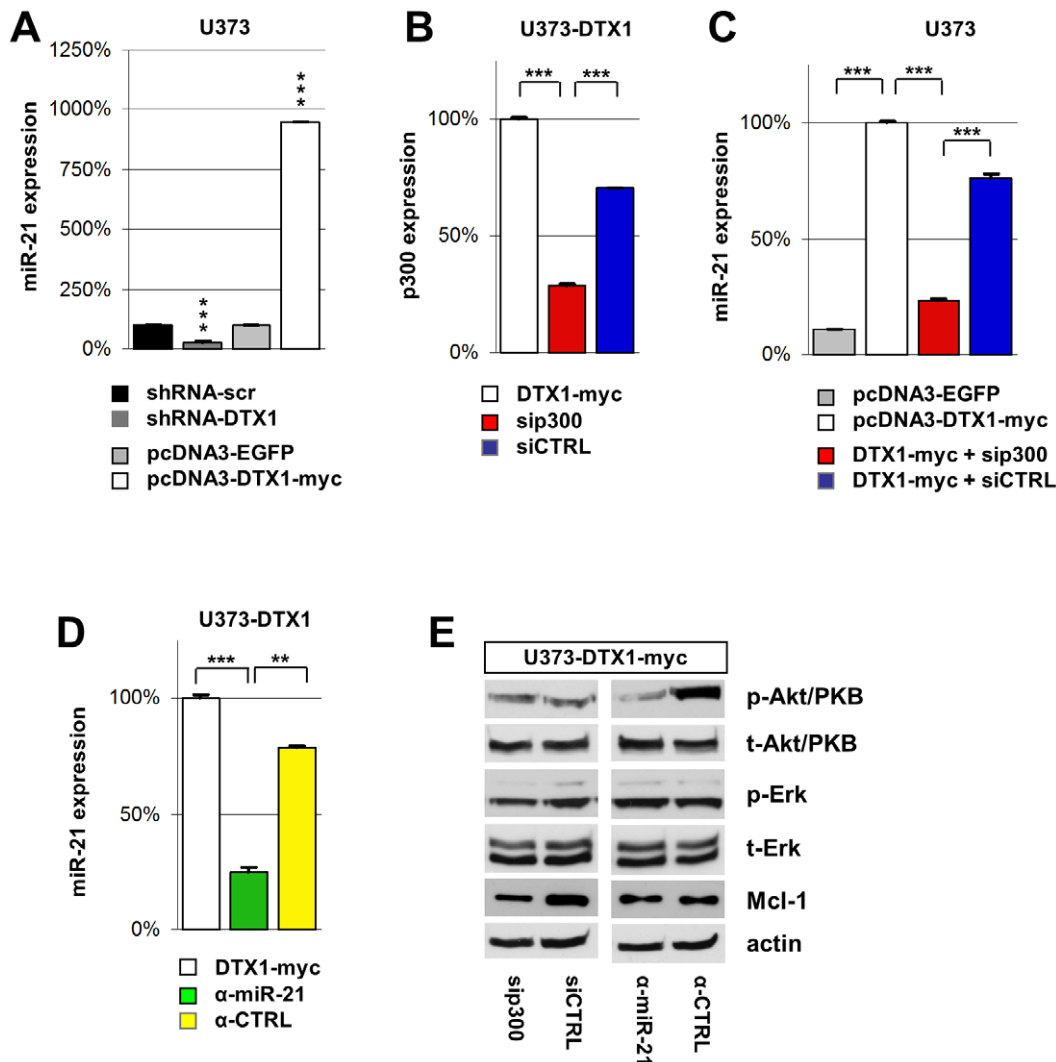 A
U373
miR-21 expression
1250%
1000%
750%
500%
250%
0%
***
***
shRNA-scr
shRNA-DTX1
pcDNA3-EGFP
pcDNA3-DTX1-myc
B
U373-DTX1
p300 expression
100%
50%
0%
***
***
DTX1-myc
sip300
siCTRL
C
U373
miR-21 expression
100%
50%
0%
***
***
***
pcDNA3-EGFP
pcDNA3-DTX1-myc
DTX1-myc + sip300
DTX1-myc + siCTRL
D
U373-DTX1
miR-21 expression
100%
50%
0%
***
**
DTX1-myc
α-miR-21
α-CTRL
E
U373-DTX1-myc
p-Akt/PKB
t-Akt/PKB
p-Erk
t-Erk
Mcl-1
actin
sip300
siCTRL
α-miR-21
α-CTRL